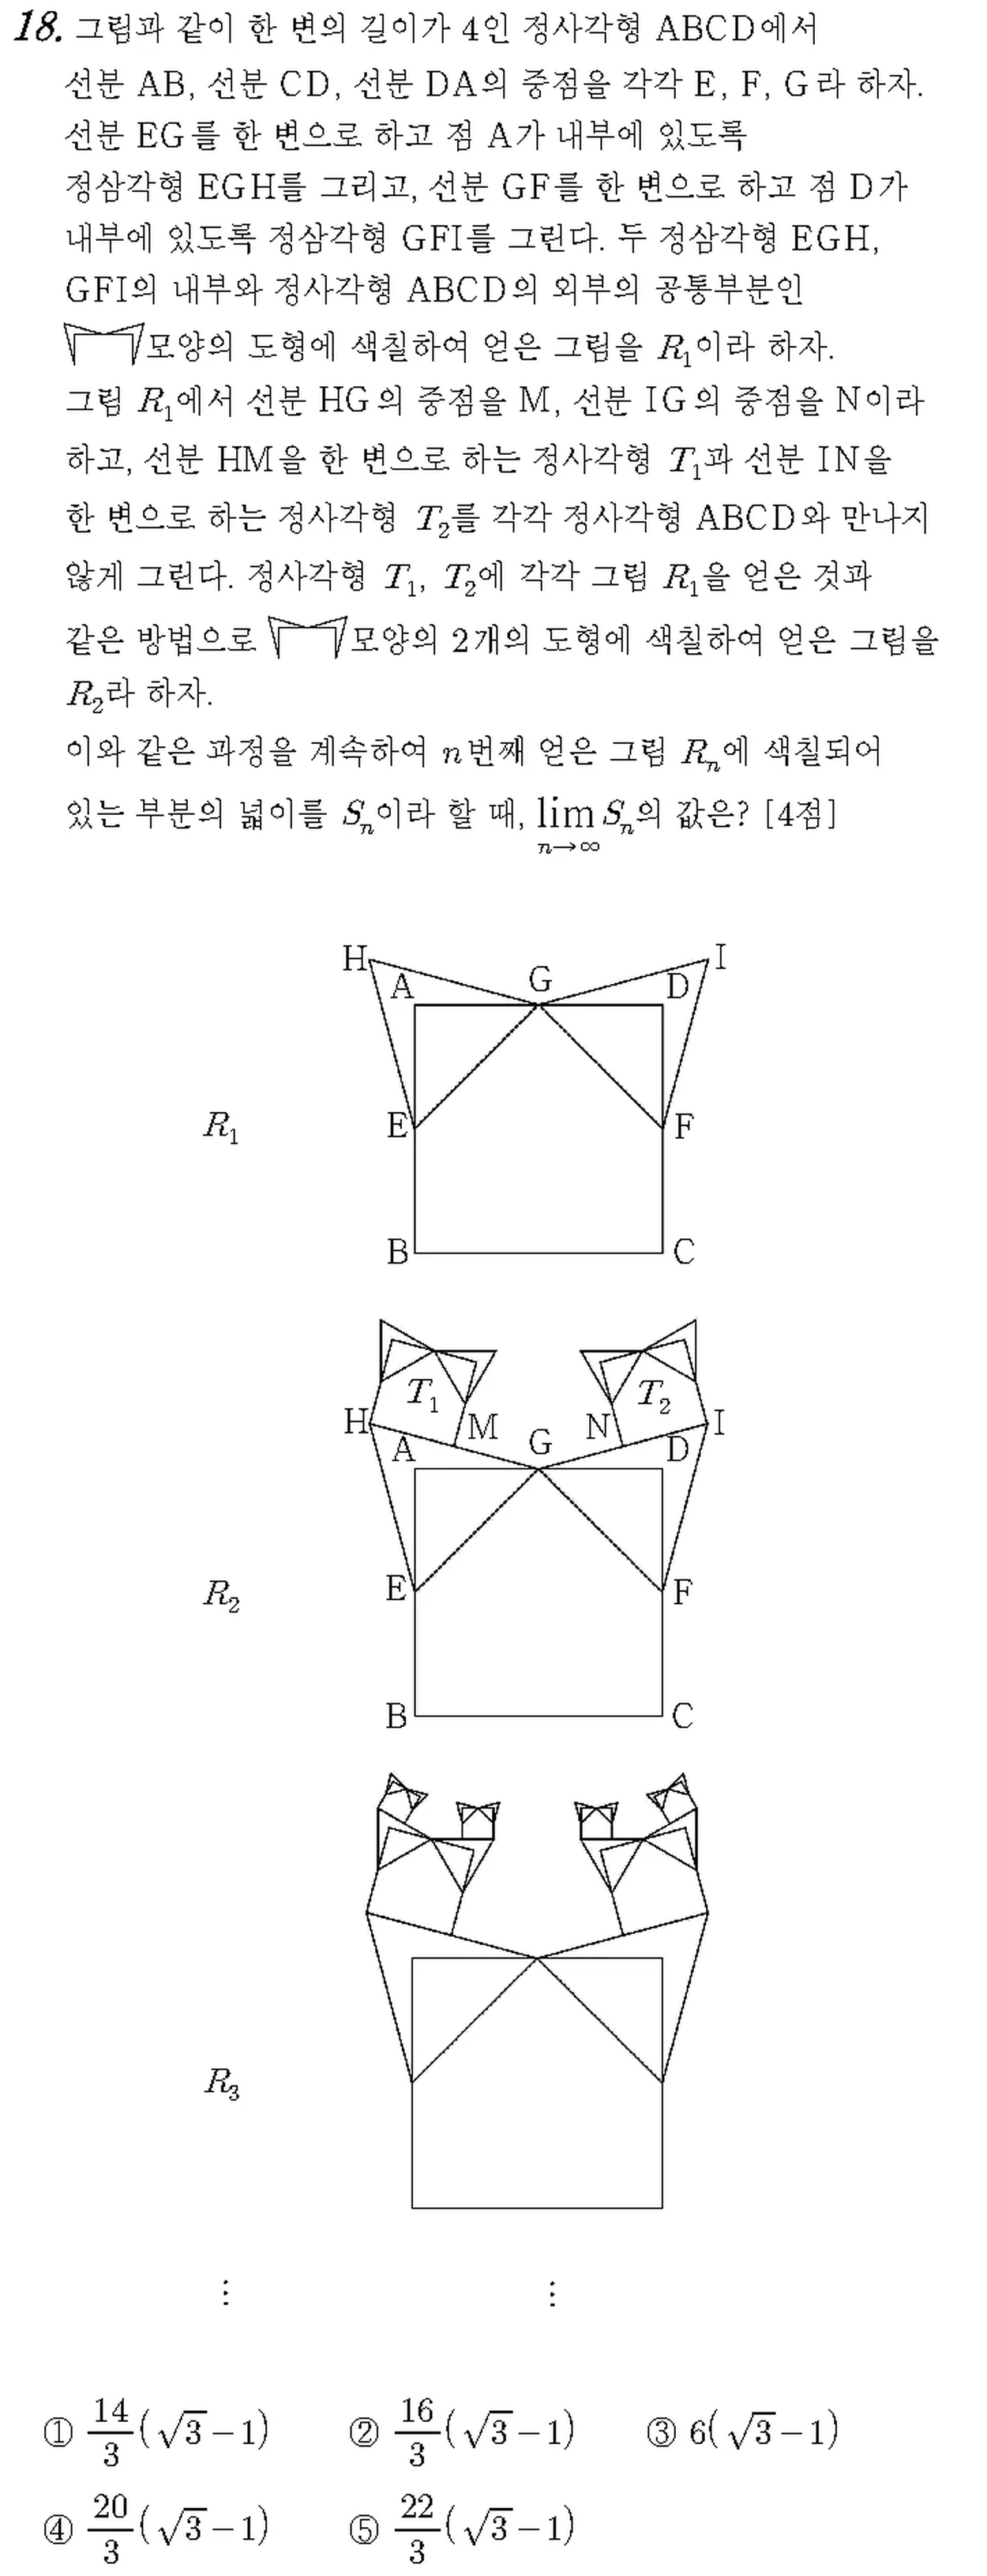 18. 그림과 같이 한 변의 길이가 4인 정사각형 ABCD에서
선분 AB, 선분 CD, 선분 DA의 중점을 각각 E, F, G라 하자.
선분 EG를 한 변으로 하고 점 A가 내부에 있도록
정삼각형 EGH를 그리고, 선분 GF를 한 변으로 하고 점 D가
내부에 있도록 정삼각형 GFI를 그린다. 두 정삼각형 EGH,
GFI의 내부와 정사각형 ABCD의 외부의 공통부분인
모양의 도형에 색칠하여 얻은 그림을 R₁이라 하자.
그림 R₁에서 선분 HG의 중점을 M, 선분 IG의 중점을 N이라
하고, 선분 HM을 한 변으로 하는 정사각형 T₁과 선분 IN을
한 변으로 하는 정사각형 T₂를 각각 정사각형 ABCD와 만나지
않게 그린다. 정사각형 T₁, T₂에 각각 그림 R₁을 얻은 것과
같은 방법으로 모양의 2개의 도형에 색칠하여 얻은 그림을
R₂라 하자.
이와 같은 과정을 계속하여 n번째 얻은 그림 Rₙ에 색칠되어
있는 부분의 넓이를 Sₙ이라 할 때, lim Sₙ의 값은? [4점]
n→∞
H I
A G D
R₁ E F
B C
T₁ T₂
H M N I
A G D
R₂ E F
B C
R₃
⋮ ⋮
① 14/3(√3−1) ② 16/3(√3−1) ③ 6(√3−1)
④ 20/3(√3−1) ⑤ 22/3(√3−1)